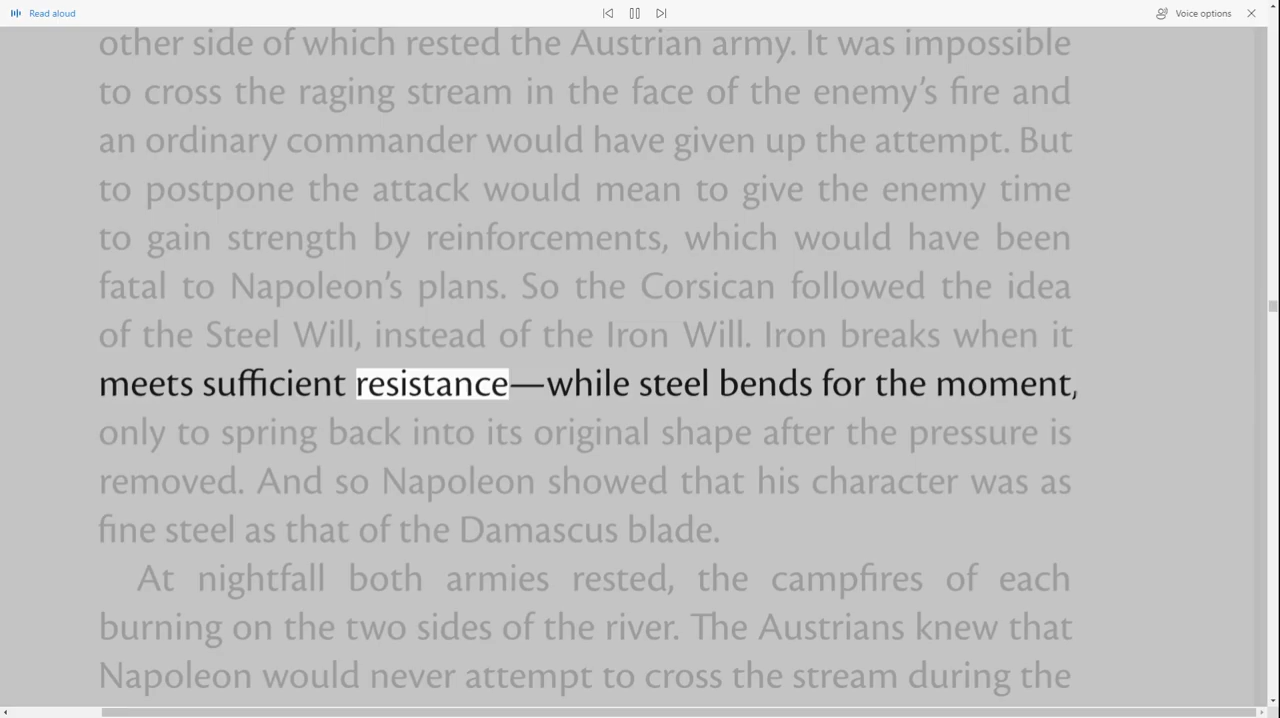 Read aloud
Voice options
other side of which rested the Austrian army. It was impossible
to cross the raging stream in the face of the enemy’s fire and
an ordinary commander would have given up the attempt. But
to postpone the attack would mean to give the enemy time
to gain strength by reinforcements, which would have been
fatal to Napoleon’s plans. So the Corsican followed the idea
of the Steel Will, instead of the Iron Will. Iron breaks when it
meets sufficient resistance—while steel bends for the moment,
only to spring back into its original shape after the pressure is
removed. And so Napoleon showed that his character was as
fine steel as that of the Damascus blade.
At nightfall both armies rested, the campfires of each
burning on the two sides of the river. The Austrians knew that
Napoleon would never attempt to cross the stream during the